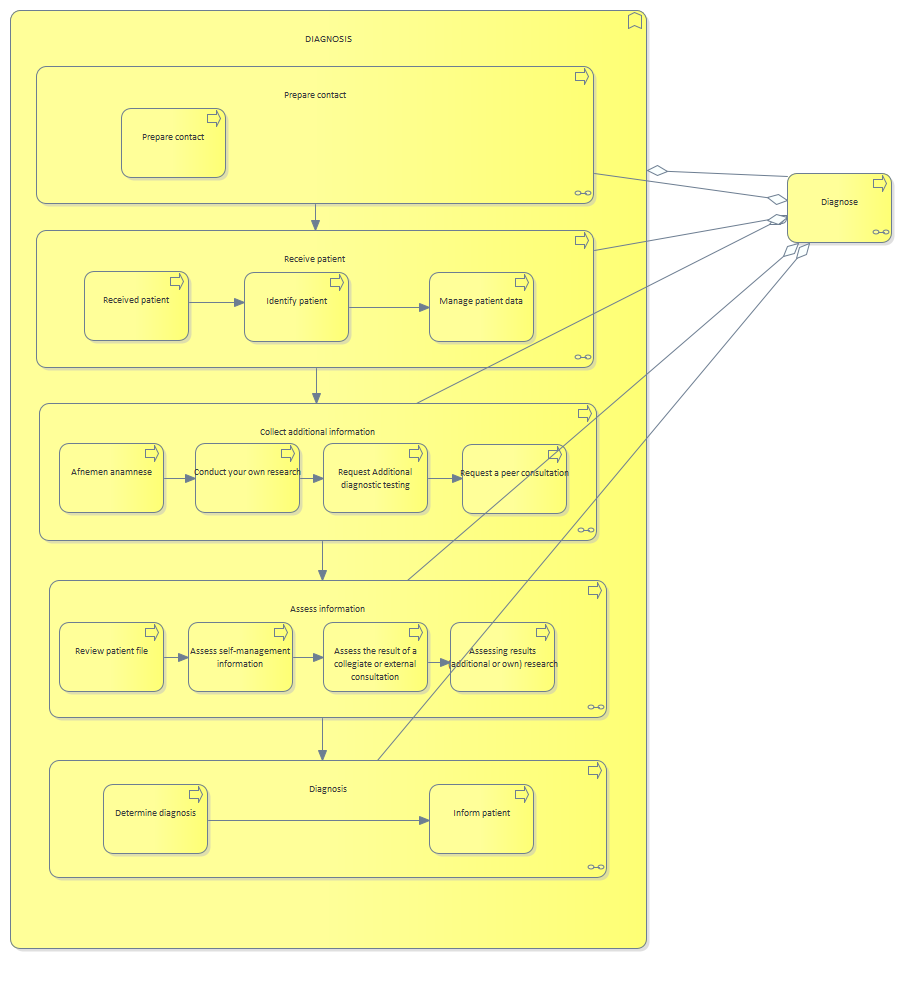 DIAGNOSIS
Prepare contact
Prepare contact
Diagnose
Receive patient
Received patient
Identify patient
Manage patient data
Collect additional information
Afnemen anamnese
Conduct your own research
Request Additional
diagnostic testing
Request a peer consultation
Assess information
Review patient file
Assess self-management
information
Assess the result of a
collegiate or external
consultation
Assessing results
(additional or own) research
Diagnosis
Determine diagnosis
Inform patient